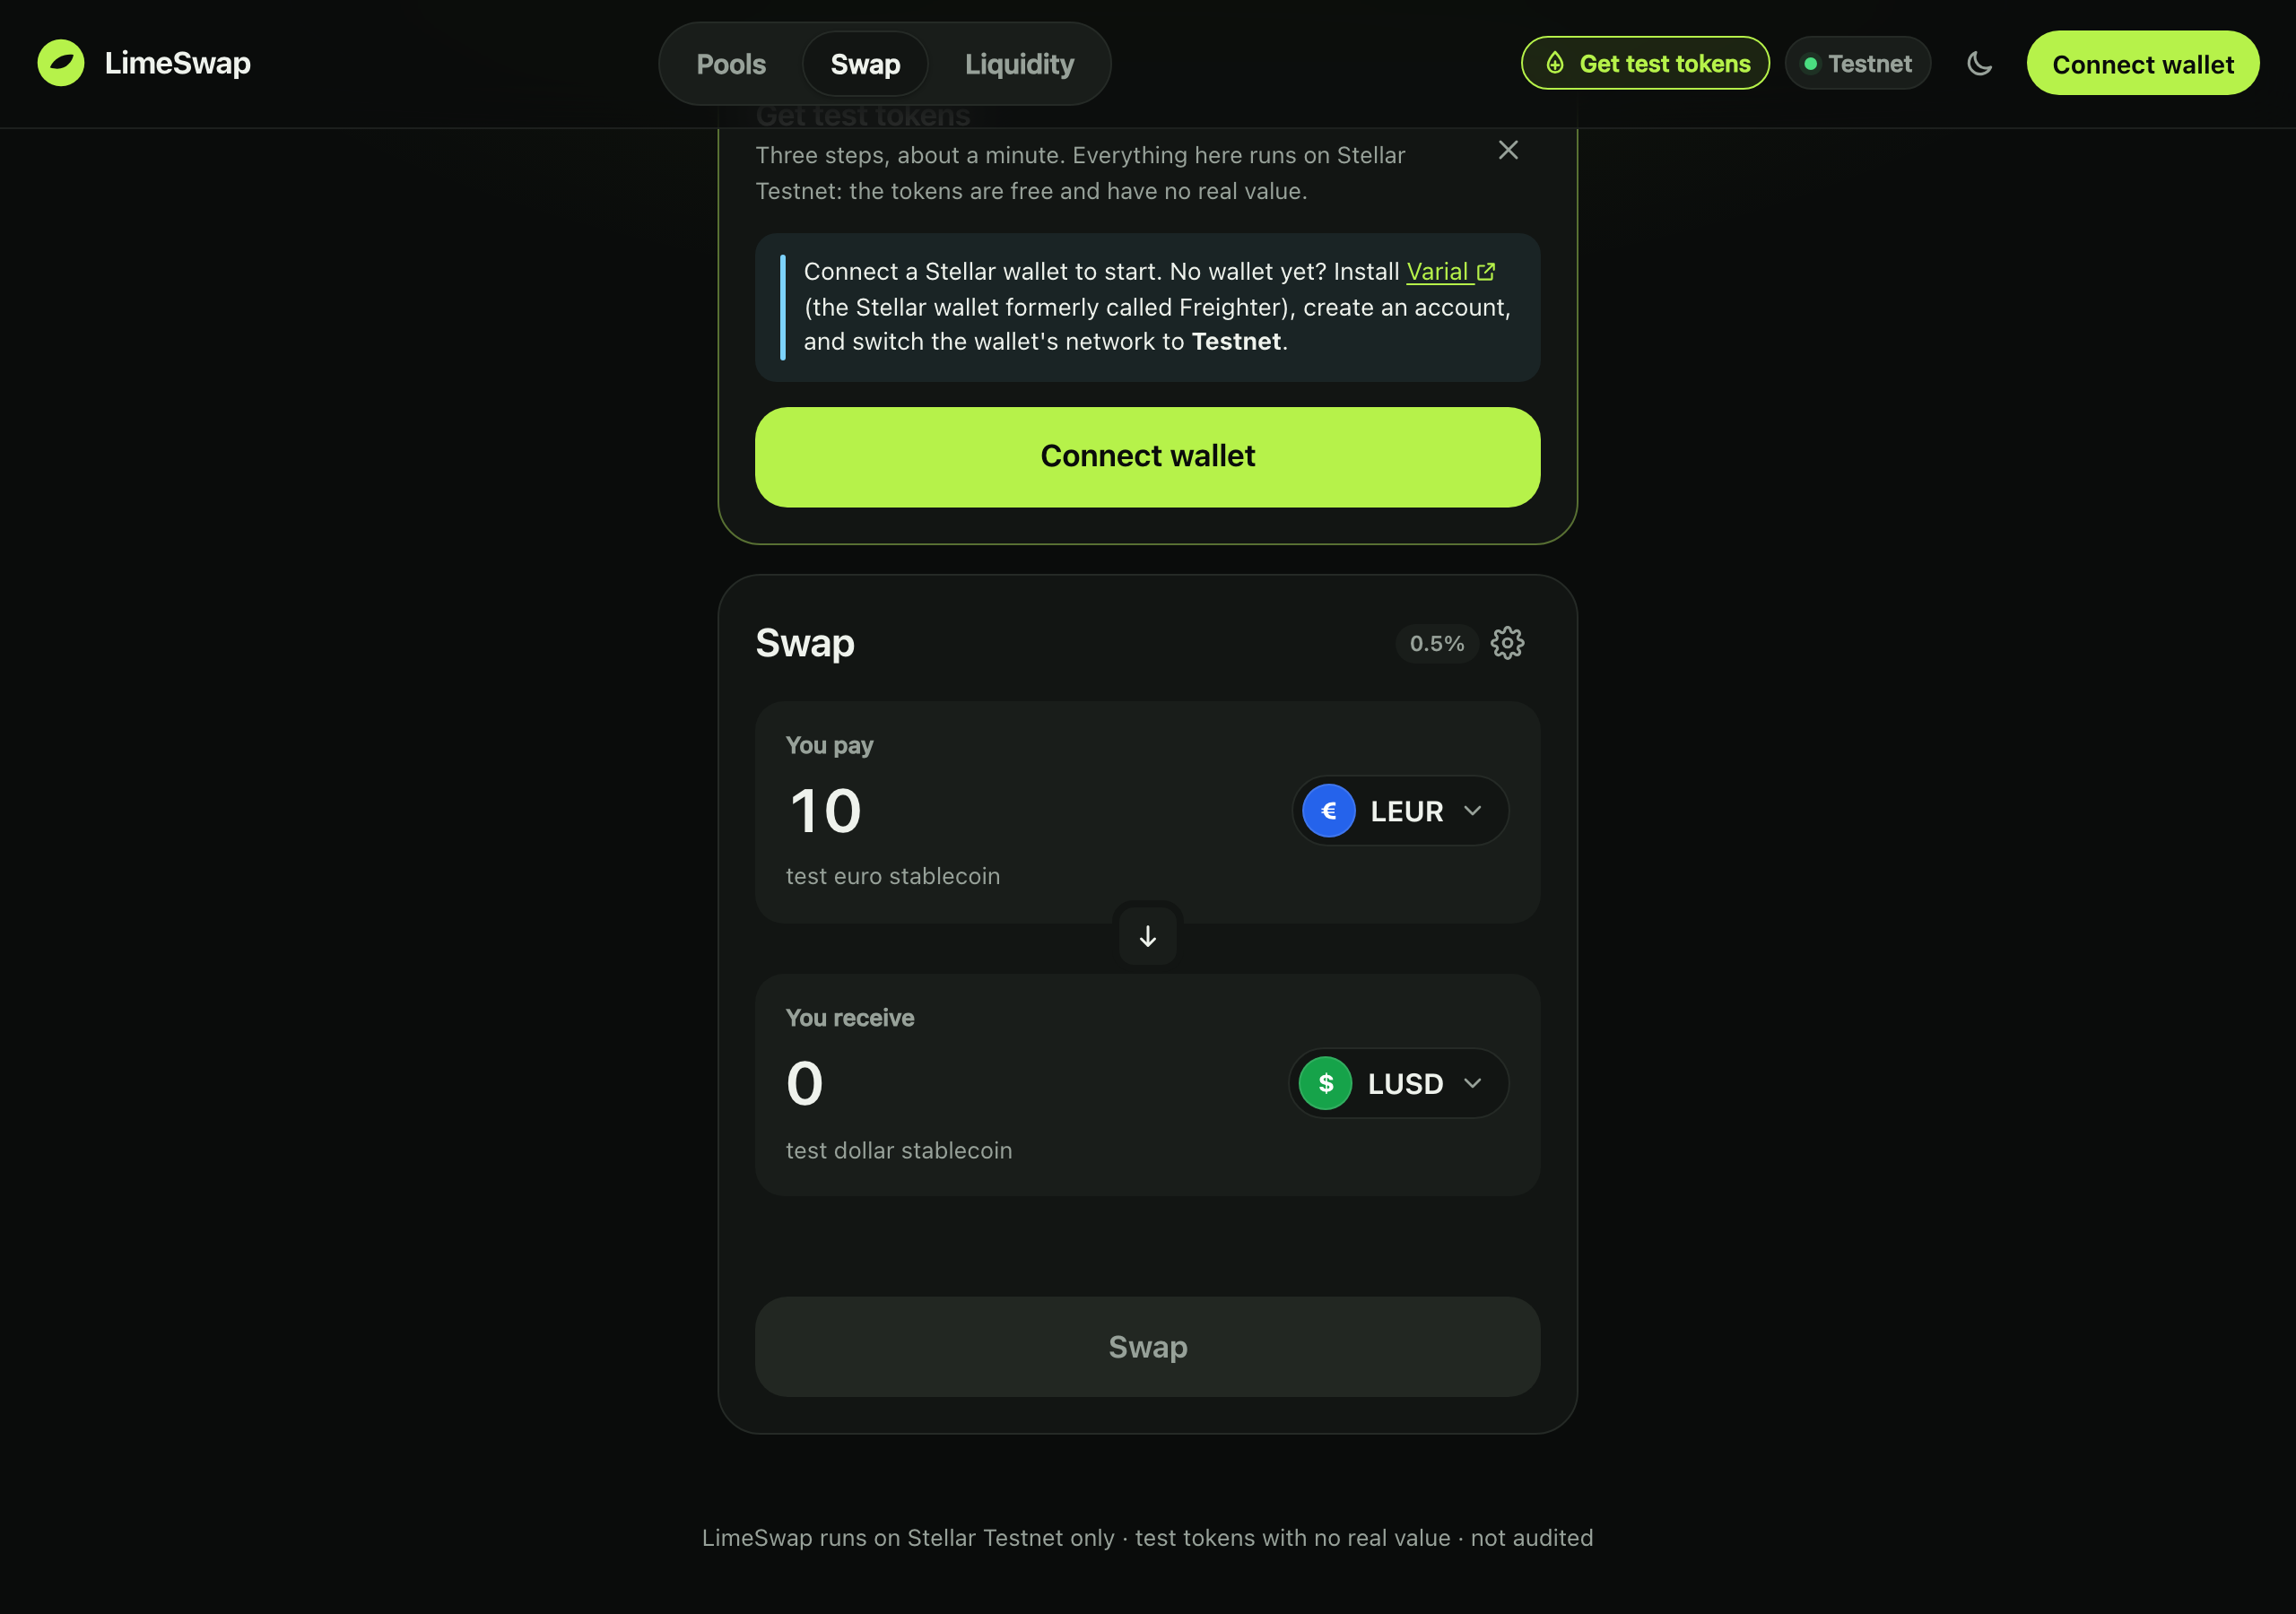 LimeSwap
Pools
Swap
Liquidity
Get test tokens
Testnet
Connect wallet
Get test tokens
Three steps, about a minute. Everything here runs on Stellar
Testnet: the tokens are free and have no real value.
Connect a Stellar wallet to start. No wallet yet? Install Varial
(the Stellar wallet formerly called Freighter), create an account,
and switch the wallet's network to Testnet.
Connect wallet
Swap
0.5%
You pay
10
€ LEUR
test euro stablecoin
You receive
0
$ LUSD
test dollar stablecoin
Swap
LimeSwap runs on Stellar Testnet only · test tokens with no real value · not audited